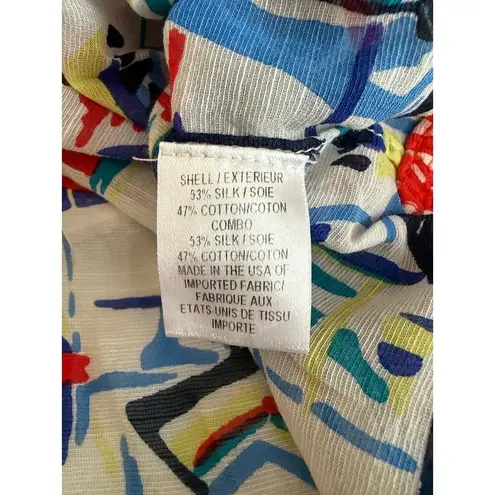 SHELL / EXTERIEUR
53% SILK / SOIE
47% COTTON/COTON
COMBO
53% SILK / SOIE
47% COTTON/COTON
MADE IN THE USA OF
IMPORTED FABRIC/
FABRIQUE AUX
ETATS-UNIS DE TISSU
IMPORTE